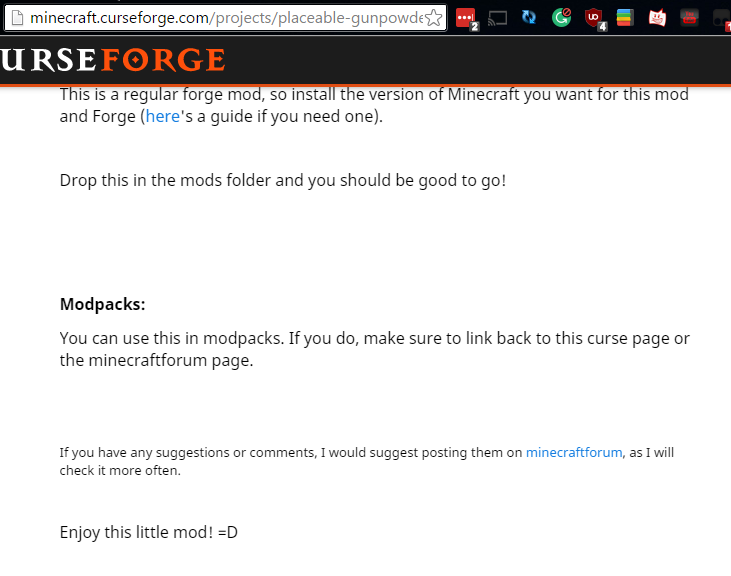 minecraft.curseforge.com/projects/placeable-gunpowde
2
UD
4
URSEFORGE
This is a regular forge mod, so install the version of Minecraft you want for this mod
and Forge (here's a guide if you need one).
Drop this in the mods folder and you should be good to go!
Modpacks:
You can use this in modpacks. If you do, make sure to link back to this curse page or
the minecraftforum page.
If you have any suggestions or comments, I would suggest posting them on minecraftforum, as I will
check it more often.
Enjoy this little mod! =D